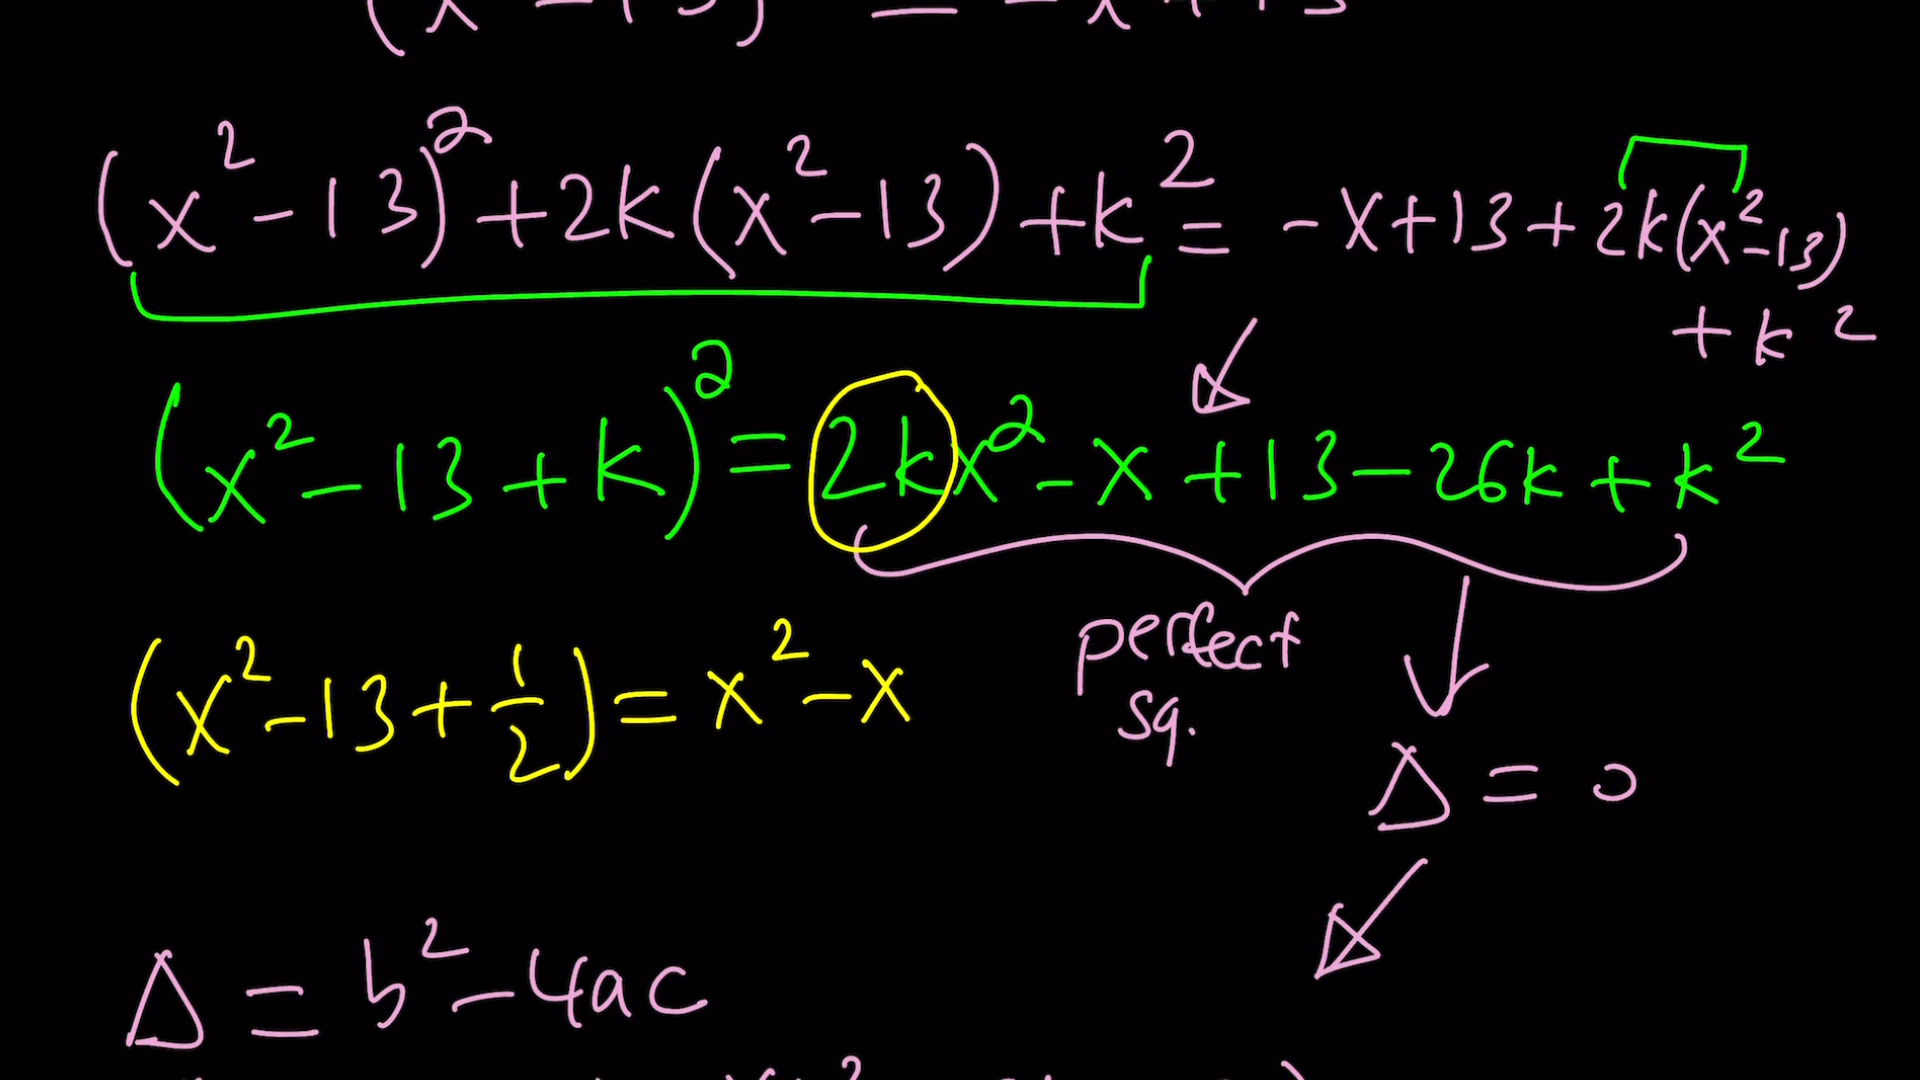 (x² - 13)² + 2k(x² - 13) + k² = -x + 13 + 2k(x² - 13)
+ k²
(x² - 13 + k)² = 2kx² - x + 13 - 26k + k²
(x² - 13 + 1/2) = x² - x
perfect
sq.
Δ = 0
Δ = b² - 4ac